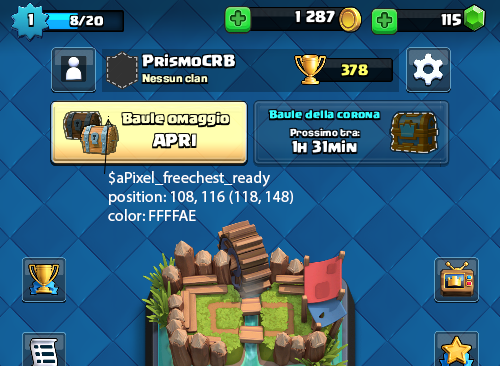 1 8/20 1 287 115
PrismoCRB
Nessun clan
378
Baule omaggio
APRI
Baule della corona
Prossimo tra:
1h 31min
$aPixel_freechest_ready
position: 108, 116 (118, 148)
color: FFFFAE